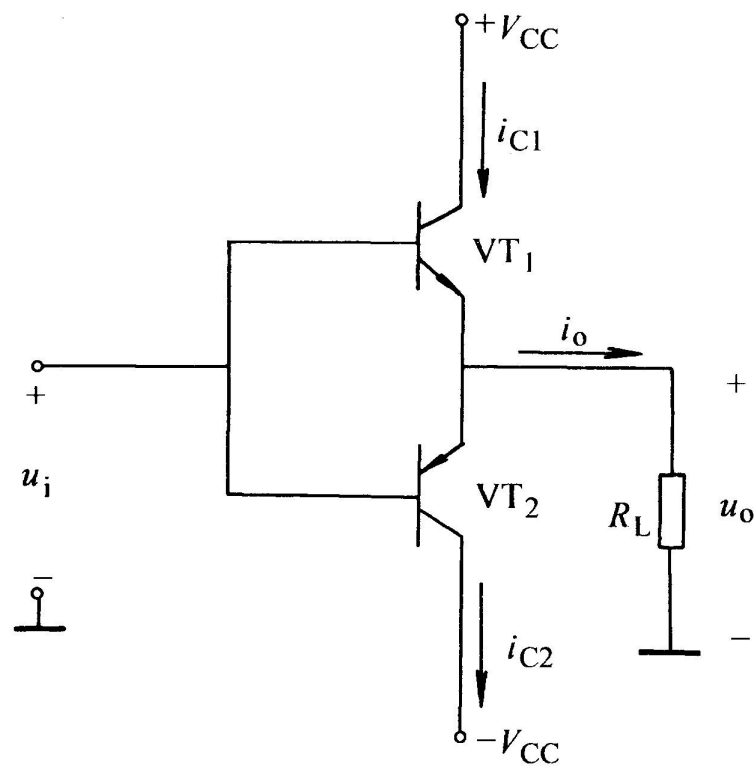 +V_CC
i_C1
VT_1
i_o
+
+
u_i
VT_2
R_L
u_o
−
−
i_C2
−V_CC